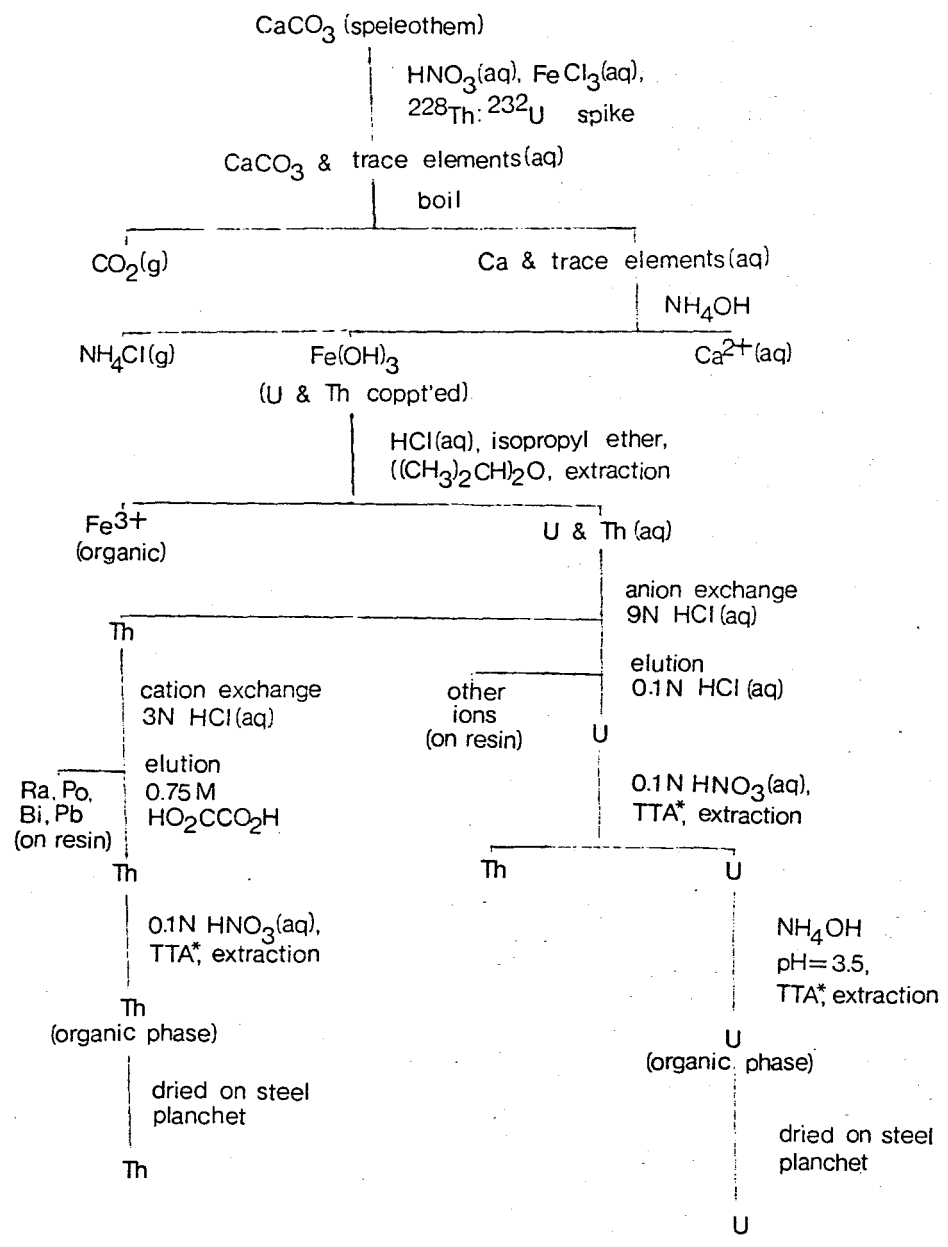 CaCO₃ (speleothem)
HNO₃(aq), FeCl₃(aq),
²²⁸Th:²³²U spike
CaCO₃ & trace elements(aq)
boil
CO₂(g)
Ca & trace elements(aq)
NH₄OH
NH₄Cl(g)
Fe(OH)₃
(U & Th coppt'ed)
Ca²⁺(aq)
HCl(aq), isopropyl ether,
((CH₃)₂CH)₂O, extraction
Fe³⁺
(organic)
U & Th(aq)
anion exchange
9N HCl(aq)
Th
elution
0.1N HCl(aq)
other
ions
(on resin)
U
cation exchange
3N HCl(aq)
elution
0.75M
HO₂CCO₂H
Ra, Po,
Bi, Pb
(on resin)
Th
0.1N HNO₃(aq),
TTA*, extraction
Th
U
0.1N HNO₃(aq),
TTA*, extraction
Th
(organic phase)
NH₄OH
pH=3.5,
TTA*, extraction
U
(organic phase)
dried on steel
planchet
Th
dried on steel
planchet
U